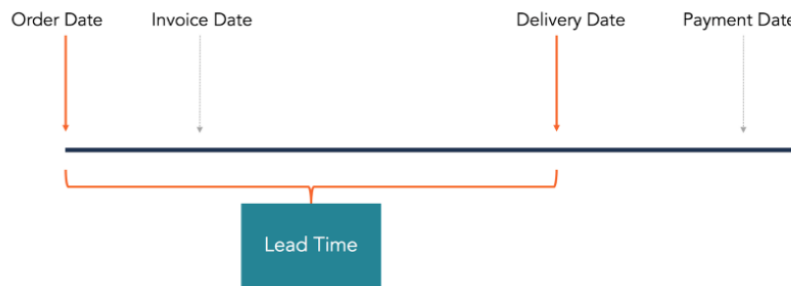 Order Date
Invoice Date
Delivery Date
Payment Date
Lead Time